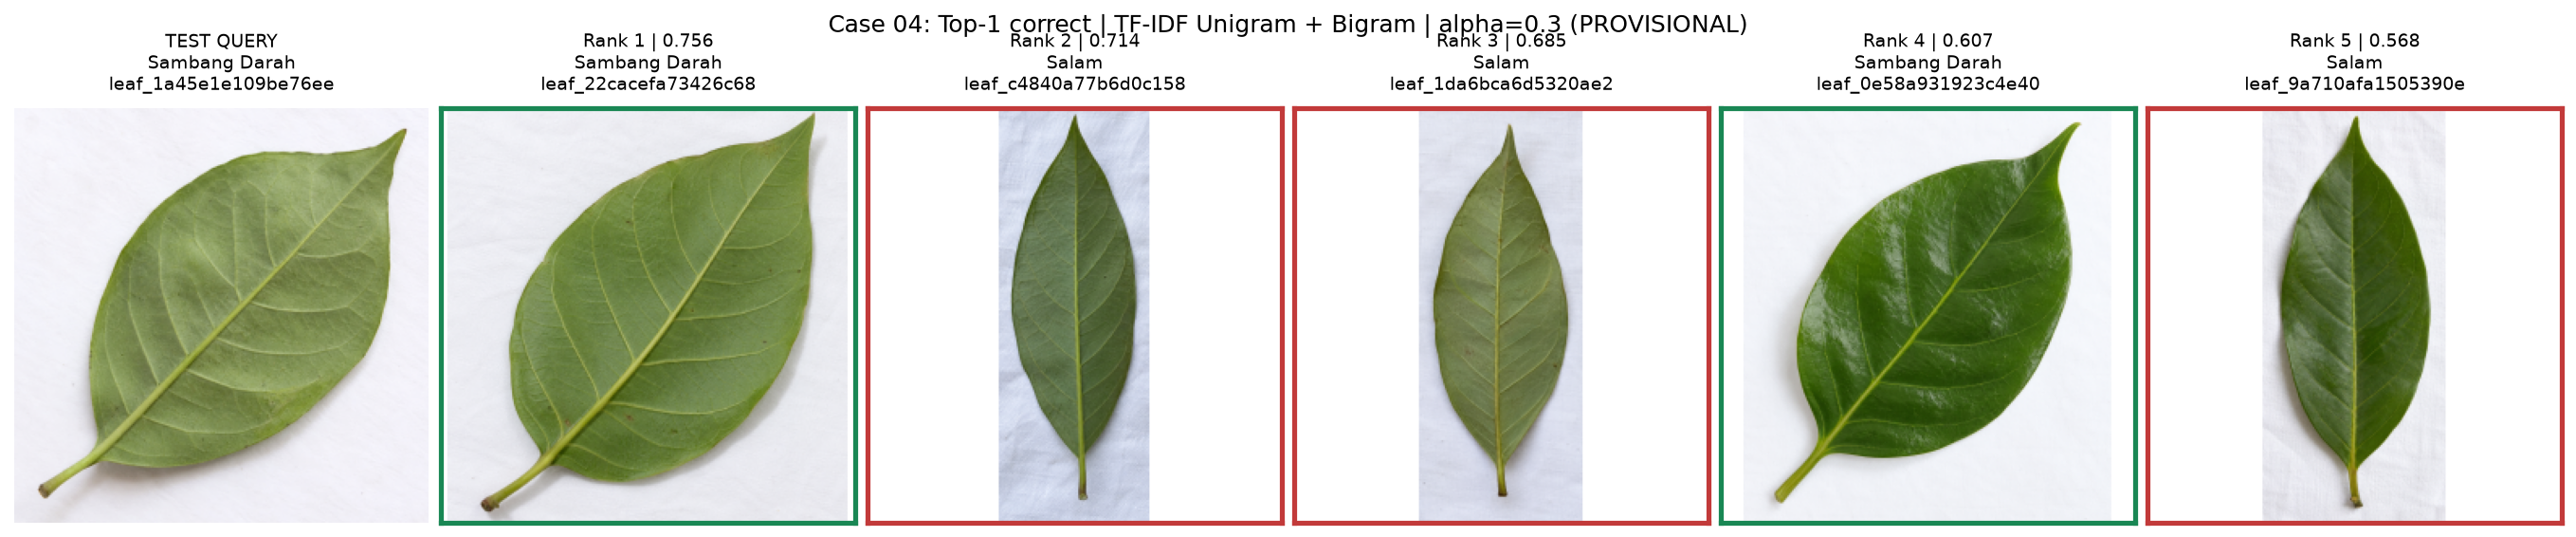 Case 04: Top-1 correct | TF-IDF Unigram + Bigram | alpha=0.3 (PROVISIONAL)
TEST QUERY
Sambang Darah
leaf_1a45e1e109be76ee
Rank 1 | 0.756
Sambang Darah
leaf_22cacefa73426c68
Rank 2 | 0.714
Salam
leaf_c4840a77b6d0c158
Rank 3 | 0.685
Salam
leaf_1da6bca6d5320ae2
Rank 4 | 0.607
Sambang Darah
leaf_0e58a931923c4e40
Rank 5 | 0.568
Salam
leaf_9a710afa1505390e